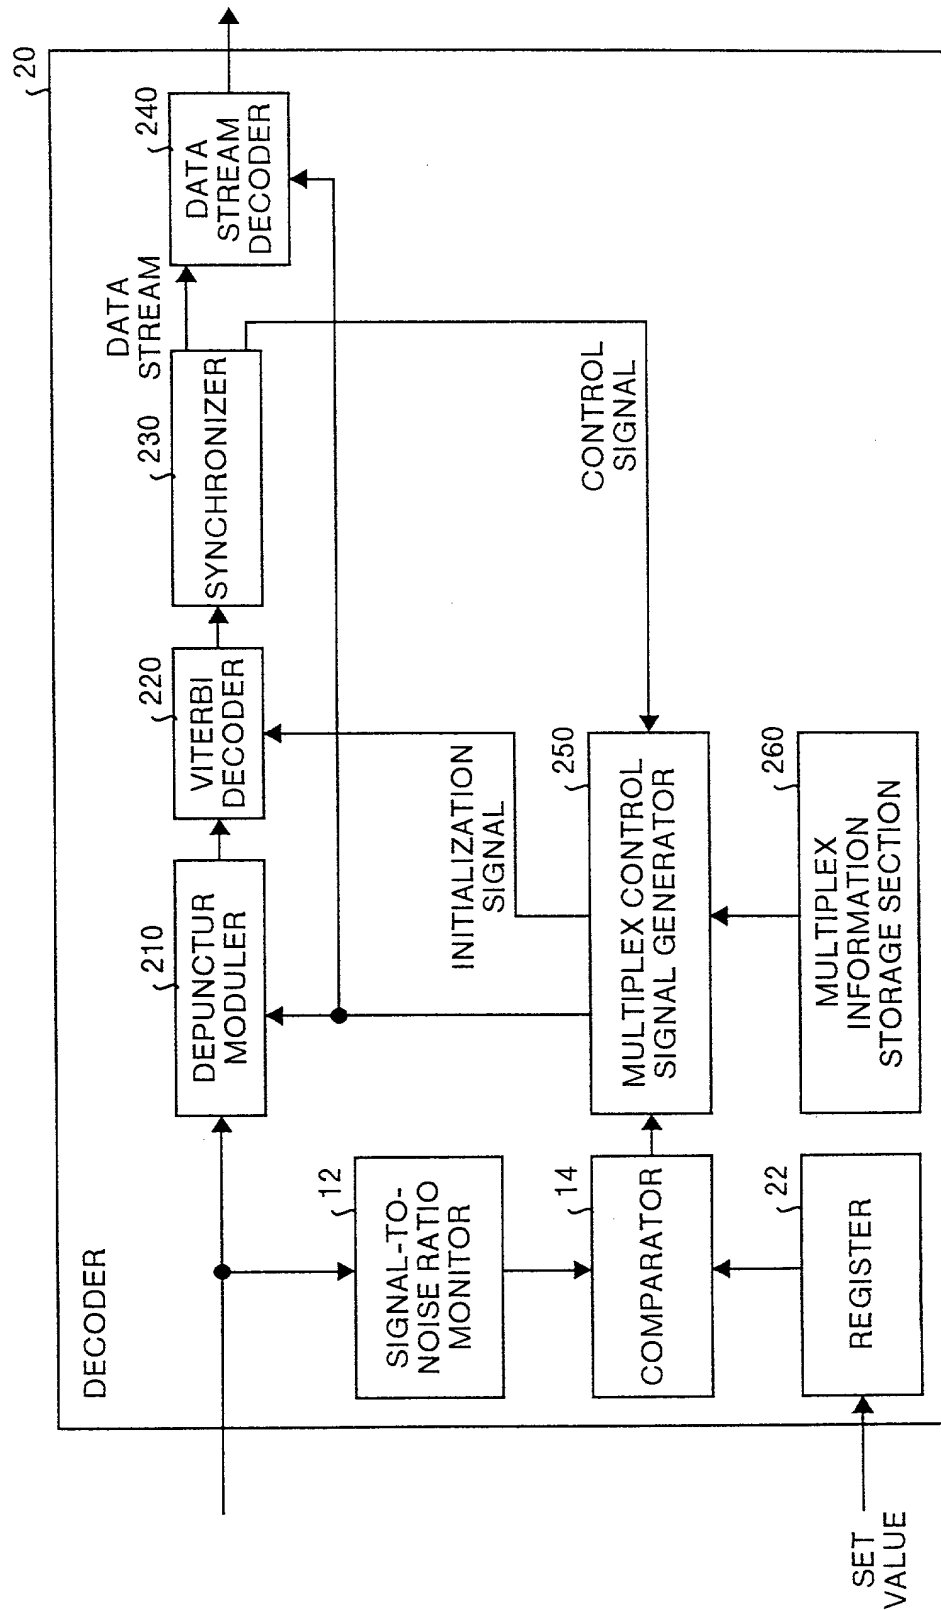 20
DECODER
210
DEPUNCTUR
MODULER
220
VITERBI
DECODER
230
SYNCHRONIZER
DATA
STREAM
240
DATA
STREAM
DECODER
12
SIGNAL-TO-
NOISE RATIO
MONITOR
INITIALIZATION
SIGNAL
CONTROL
SIGNAL
14
COMPARATOR
250
MULTIPLEX CONTROL
SIGNAL GENERATOR
22
REGISTER
260
MULTIPLEX
INFORMATION
STORAGE SECTION
SET
VALUE